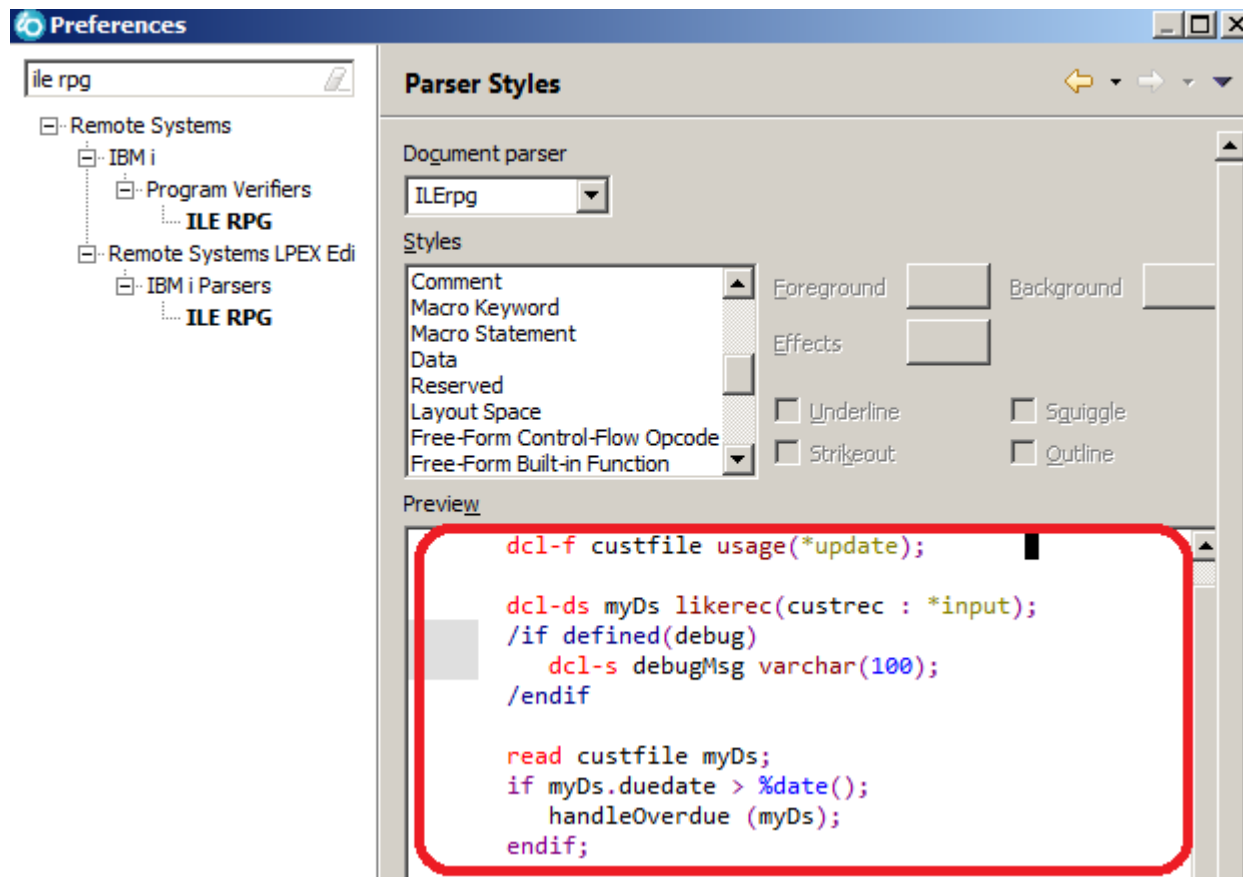 Preferences
ile rpg
Remote Systems
IBM i
Program Verifiers
ILE RPG
Remote Systems LPEX Edi
IBM i Parsers
ILE RPG
Parser Styles
Document parser
ILErpg
Styles
Comment
Macro Keyword
Macro Statement
Data
Reserved
Layout Space
Free-Form Control-Flow Opcode
Free-Form Built-in Function
Foreground Background
Effects
Underline Squiggle
Strikeout Outline
Preview
dcl-f custfile usage(*update);
dcl-ds myDs likerec(custrec : *input);
/if defined(debug)
dcl-s debugMsg varchar(100);
/endif
read custfile myDs;
if myDs.duedate > %date();
handleOverdue (myDs);
endif;